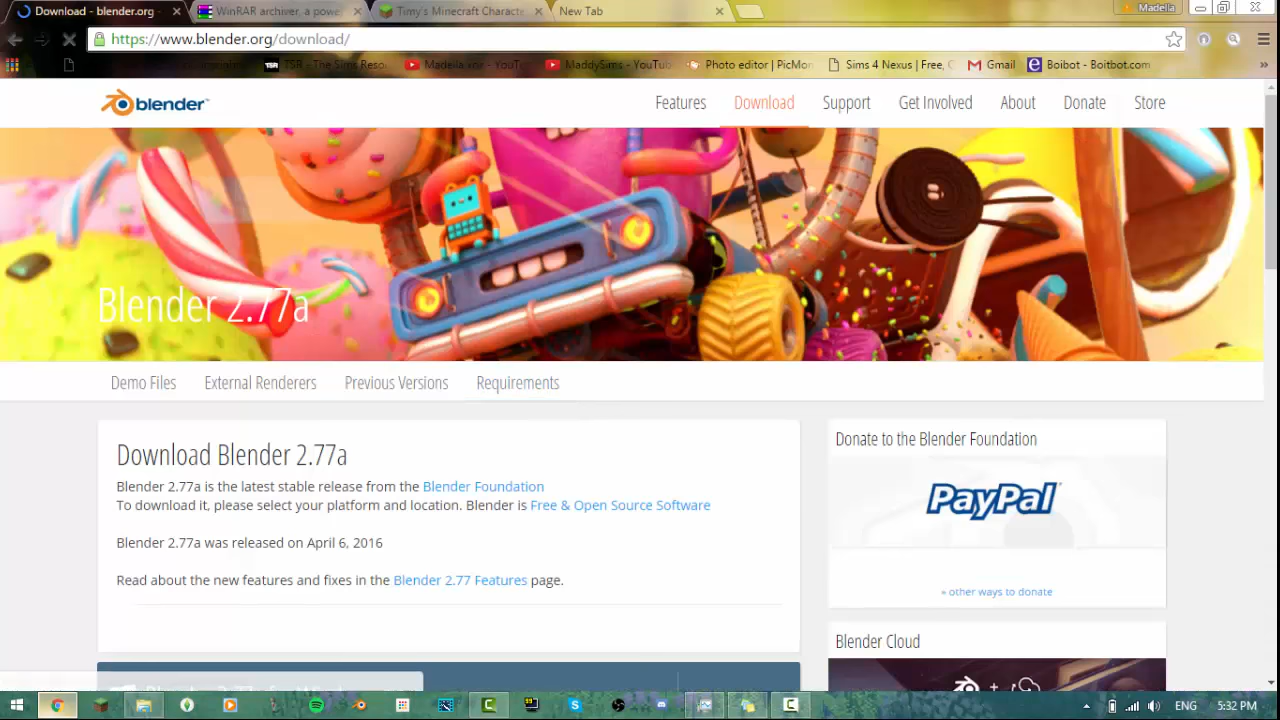 Download - blender.org -
WinRAR archiver, a powe
Timy's-Minecraft Characte
New Tab
Madella
https://www.blender.org/download/
TSR
TSR - The Sims Reso
Madella xnx - YouTu
MaddySims - YouTub
Photo editor | PicMon
Sims 4 Nexus | Free, C
Gmail
Boibot - Boitbot.com
»
blender
Features
Download
Support
Get Involved
About
Donate
Store
Blender 2.77a
Demo Files
External Renderers
Previous Versions
Requirements
Download Blender 2.77a
Blender 2.77a is the latest stable release from the Blender Foundation
To download it, please select your platform and location. Blender is Free & Open Source Software
Blender 2.77a was released on April 6, 2016
Read about the new features and fixes in the Blender 2.77 Features page.
Donate to the Blender Foundation
PayPal
» other ways to donate
Blender Cloud
ENG
5:32 PM